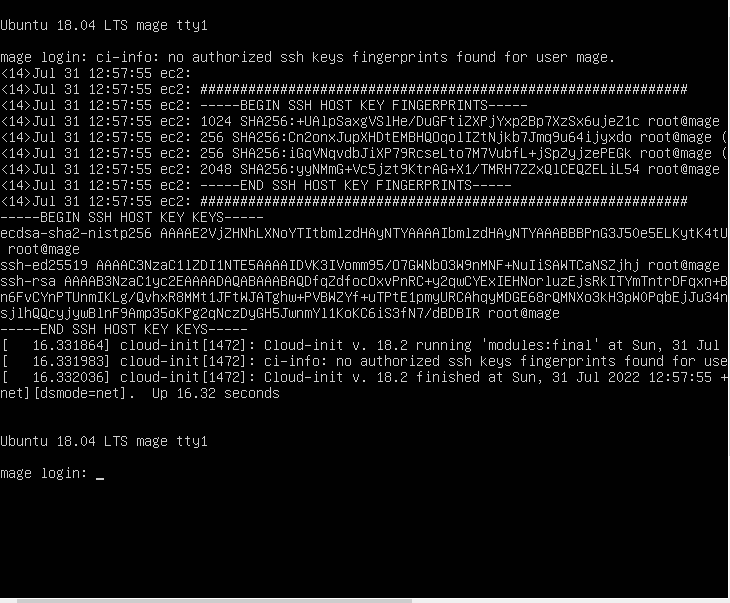 Ubuntu 18.04 LTS mage tty1
mage login: ci-info: no authorized ssh keys fingerprints found for user mage.
<14>Jul 31 12:57:55 ec2:
<14>Jul 31 12:57:55 ec2: #############################################################
<14>Jul 31 12:57:55 ec2: -----BEGIN SSH HOST KEY FINGERPRINTS-----
<14>Jul 31 12:57:55 ec2: 1024 SHA256:+UAlpSaxgVSlHe/DuGFtiZXPjYxp2Bp7XzSx6ujeZ1c root@mage
<14>Jul 31 12:57:55 ec2: 256 SHA256:Cn2onxJupXHDtEMBHQOqolIZtNjkb7Jmq9u64ijyxdo root@mage (
<14>Jul 31 12:57:55 ec2: 256 SHA256:iGqVNqvdbJiXP79RcseLto7M7VubfL+jSpZyjzePEGk root@mage (
<14>Jul 31 12:57:55 ec2: 2048 SHA256:yyNMmG+Vc5jzt9KtrAG+X1/TMRH7ZZxQlCEQZELiL54 root@mage
<14>Jul 31 12:57:55 ec2: -----END SSH HOST KEY FINGERPRINTS-----
<14>Jul 31 12:57:55 ec2: #############################################################
-----BEGIN SSH HOST KEY KEYS-----
ecdsa-sha2-nistp256 AAAAE2VjZHNhLXNoYTItbmlzdHAyNTYAAAAIbmlzdHAyNTYAAABBBPnG3J5Oe5ELKytK4tU
root@mage
ssh-ed25519 AAAAC3NzaC1lZDI1NTE5AAAAIDVK3IVomm95/O7GWNbO3W9nMNF+NuIiSAWTCaNSZjhj root@mage
ssh-rsa AAAAB3NzaC1yc2EAAAADAQABAAABAQDfqZdfocOxvPnRC+y2qwCYExIEHNorluzEjsRkITYmTntrDFqxn+B
n6FvCYnPTUnmIKLg/QvhxR8MMt1JFtWJATghw+PVBWZYf+uTPtE1pmyURCAhqyMDGE68rQMNXo3kH3pW0PqbEjJu34n
sjlhQQcyjywBlnF9Amp35oKPg2qNczDyGH5JwnmYl1KoKC6iS3fN7/dBDBIR root@mage
-----END SSH HOST KEY KEYS-----
[   16.331864] cloud-init[1472]: Cloud-init v. 18.2 running 'modules:final' at Sun, 31 Jul
[   16.331983] cloud-init[1472]: ci-info: no authorized ssh keys fingerprints found for use
[   16.332036] cloud-init[1472]: Cloud-init v. 18.2 finished at Sun, 31 Jul 2022 12:57:55 +
net][dsmode=net].  Up 16.32 seconds
Ubuntu 18.04 LTS mage tty1
mage login: _